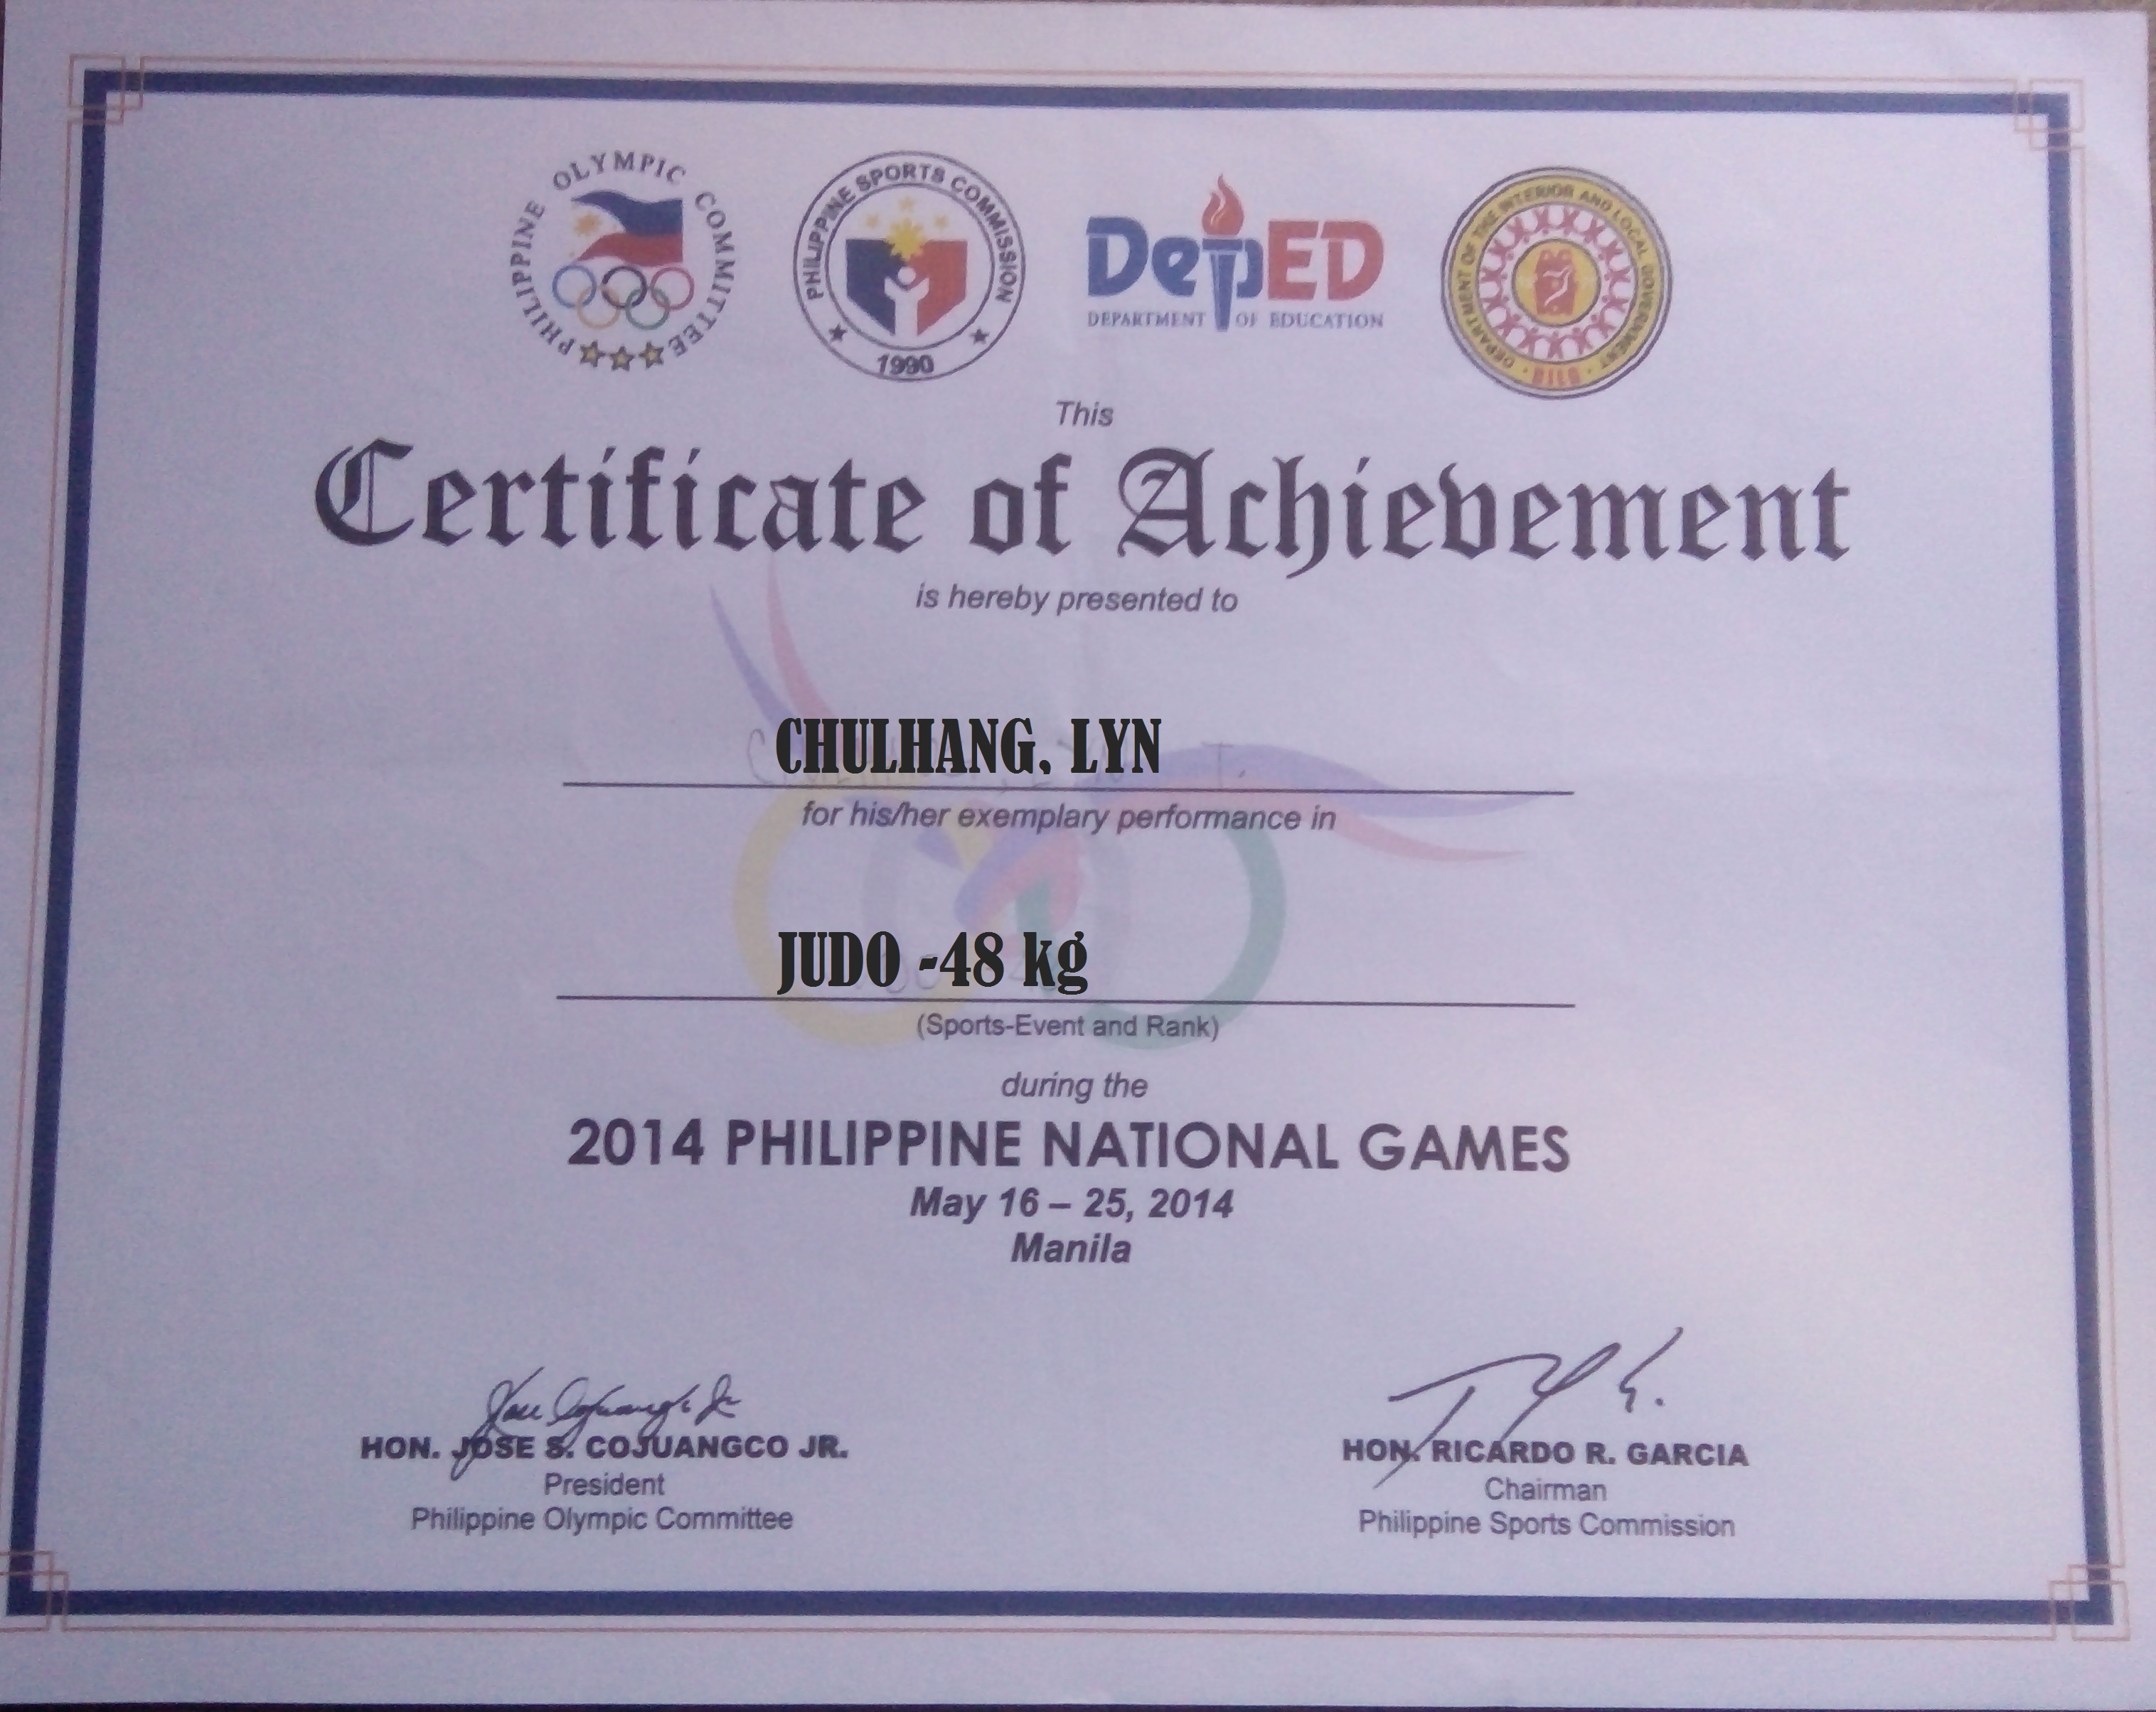 PHILIPPINE OLYMPIC COMMITTEE
PHILIPPINE SPORTS COMMISSION
1990
DepED
DEPARTMENT OF EDUCATION
DEPARTMENT OF THE INTERIOR AND LOCAL GOVERNMENT
This
Certificate of Achievement
is hereby presented to
CHULHANG, LYN
T.
for his/her exemplary performance in
JUDO -48 kg
(Sports-Event and Rank)
during the
2014 PHILIPPINE NATIONAL GAMES
May 16 – 25, 2014
Manila
HON. JOSE S. COJUANGCO JR.
President
Philippine Olympic Committee
HON. RICARDO R. GARCIA
Chairman
Philippine Sports Commission